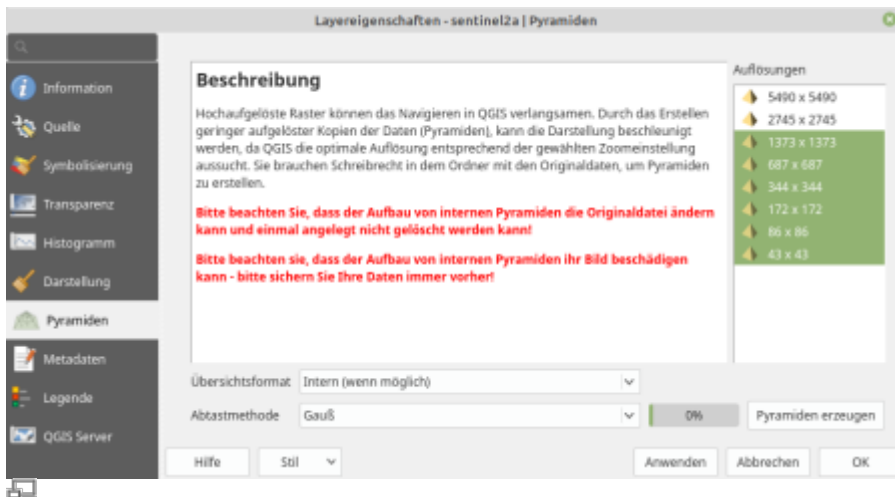 Layereigenschaften - sentinel2a | Pyramiden
Information
Quelle
Symbolisierung
Transparenz
Histogramm
Darstellung
Pyramiden
Metadaten
Legende
QGIS Server
Beschreibung
Hochaufgelöste Raster können das Navigieren in QGIS verlangsamen. Durch das Erstellen
geringer aufgelöster Kopien der Daten (Pyramiden), kann die Darstellung beschleunigt
werden, da QGIS die optimale Auflösung entsprechend der gewählten Zoomeinstellung
aussucht. Sie brauchen Schreibrecht in dem Ordner mit den Originaldaten, um Pyramiden
zu erstellen.
Bitte beachten Sie, dass der Aufbau von internen Pyramiden die Originaldatei ändern
kann und einmal angelegt nicht gelöscht werden kann!
Bitte beachten sie, dass der Aufbau von internen Pyramiden ihr Bild beschädigen
kann - bitte sichern Sie Ihre Daten immer vorher!
Auflösungen
5490 x 5490
2745 x 2745
1373 x 1373
687 x 687
344 x 344
172 x 172
86 x 86
43 x 43
Übersichtsformat Intern (wenn möglich)
Abtastmethode Gauß 0% Pyramiden erzeugen
Hilfe Stil Anwenden Abbrechen OK